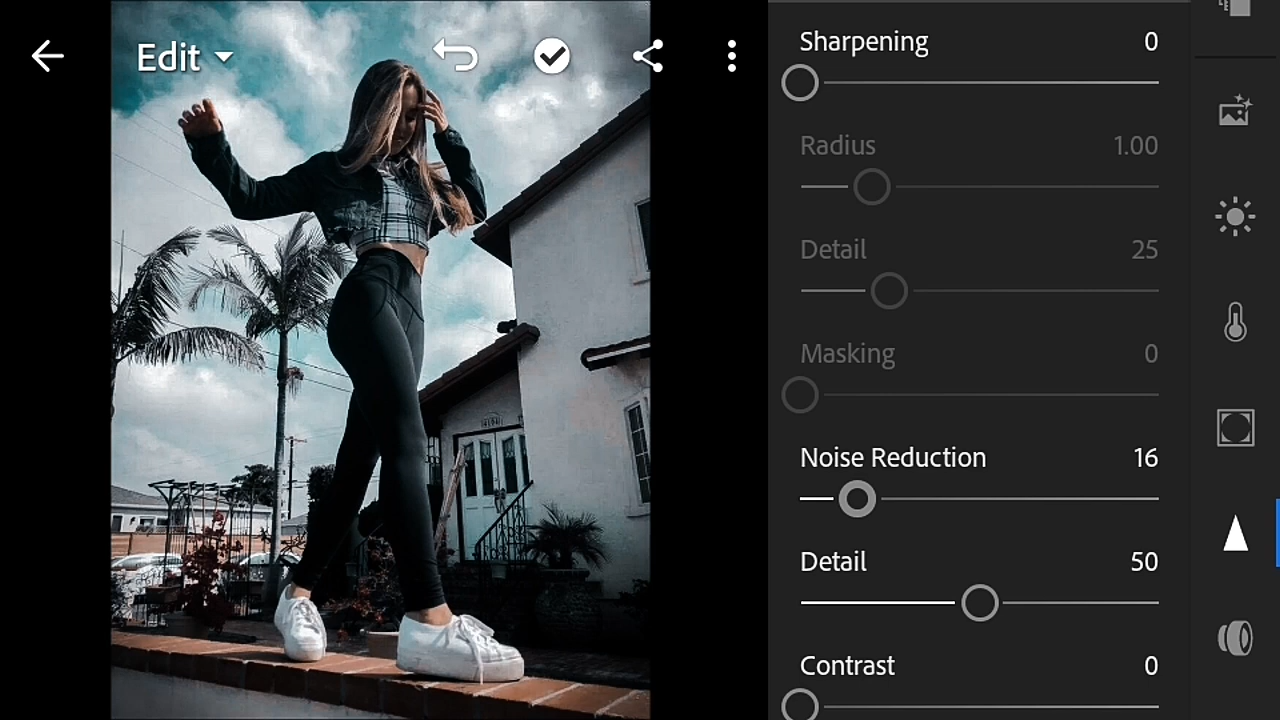 Edit
Sharpening 0
Radius 1.00
Detail 25
Masking 0
Noise Reduction 16
Detail 50
Contrast 0